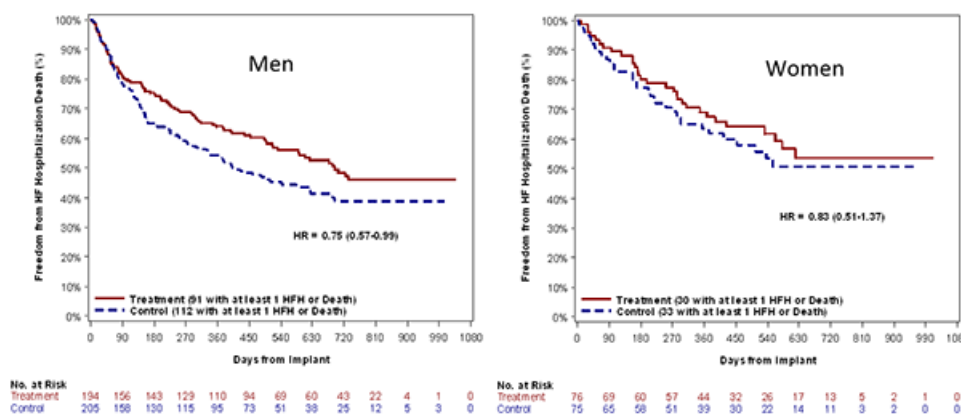 Freedom from HF Hospitalization Death (%)
100%
90%
80%
70%
60%
50%
40%
30%
20%
10%
0%
Men
HR = 0.75 (0.57-0.99)
Treatment (91 with at least 1 HFH or Death)
Control (112 with at least 1 HFH or Death)
0 90 180 270 360 450 540 630 720 810 900 990 1080
Days from Implant
No. at Risk
Treatment 194 156 143 129 110 94 69 60 43 22 4 1 0
Control 205 158 130 115 95 73 51 38 25 12 5 3 0
Freedom from HF Hospitalization Death (%)
100%
90%
80%
70%
60%
50%
40%
30%
20%
10%
0%
Women
HR = 0.83 (0.51-1.37)
Treatment (30 with at least 1 HFH or Death)
Control (33 with at least 1 HFH or Death)
0 90 180 270 360 450 540 630 720 810 900 990 1080
Days from Implant
No. at Risk
Treatment 76 69 60 57 44 32 26 17 13 5 2 1 0
Control 75 65 58 51 39 30 22 14 11 3 2 0 0